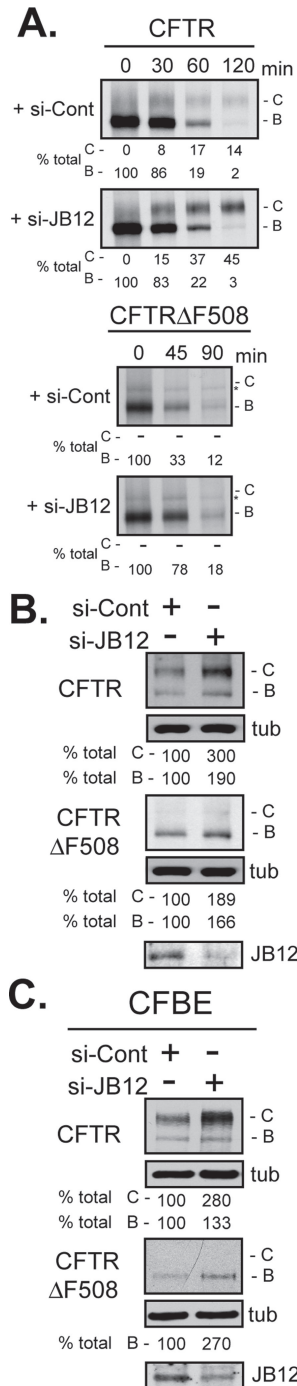 A.
CFTR
0 30 60 120 min
+ si-Cont
- C
- B
% total
C - 0 8 17 14
B - 100 86 19 2
+ si-JB12
- C
- B
% total
C - 0 15 37 45
B - 100 83 22 3
CFTRΔF508
0 45 90 min
+ si-Cont
- C
*
- B
% total
C - - - -
B - 100 33 12
+ si-JB12
- C
*
- B
% total
C - - - -
B - 100 78 18
B.
si-Cont + -
si-JB12 - +
CFTR
- C
- B
tub
% total C - 100 300
% total B - 100 190
CFTR
ΔF508
- C
- B
tub
% total C - 100 189
% total B - 100 166
JB12
C.
CFBE
si-Cont + -
si-JB12 - +
CFTR
- C
- B
tub
% total C - 100 280
% total B - 100 133
CFTR
ΔF508
- C
- B
tub
% total B - 100 270
JB12